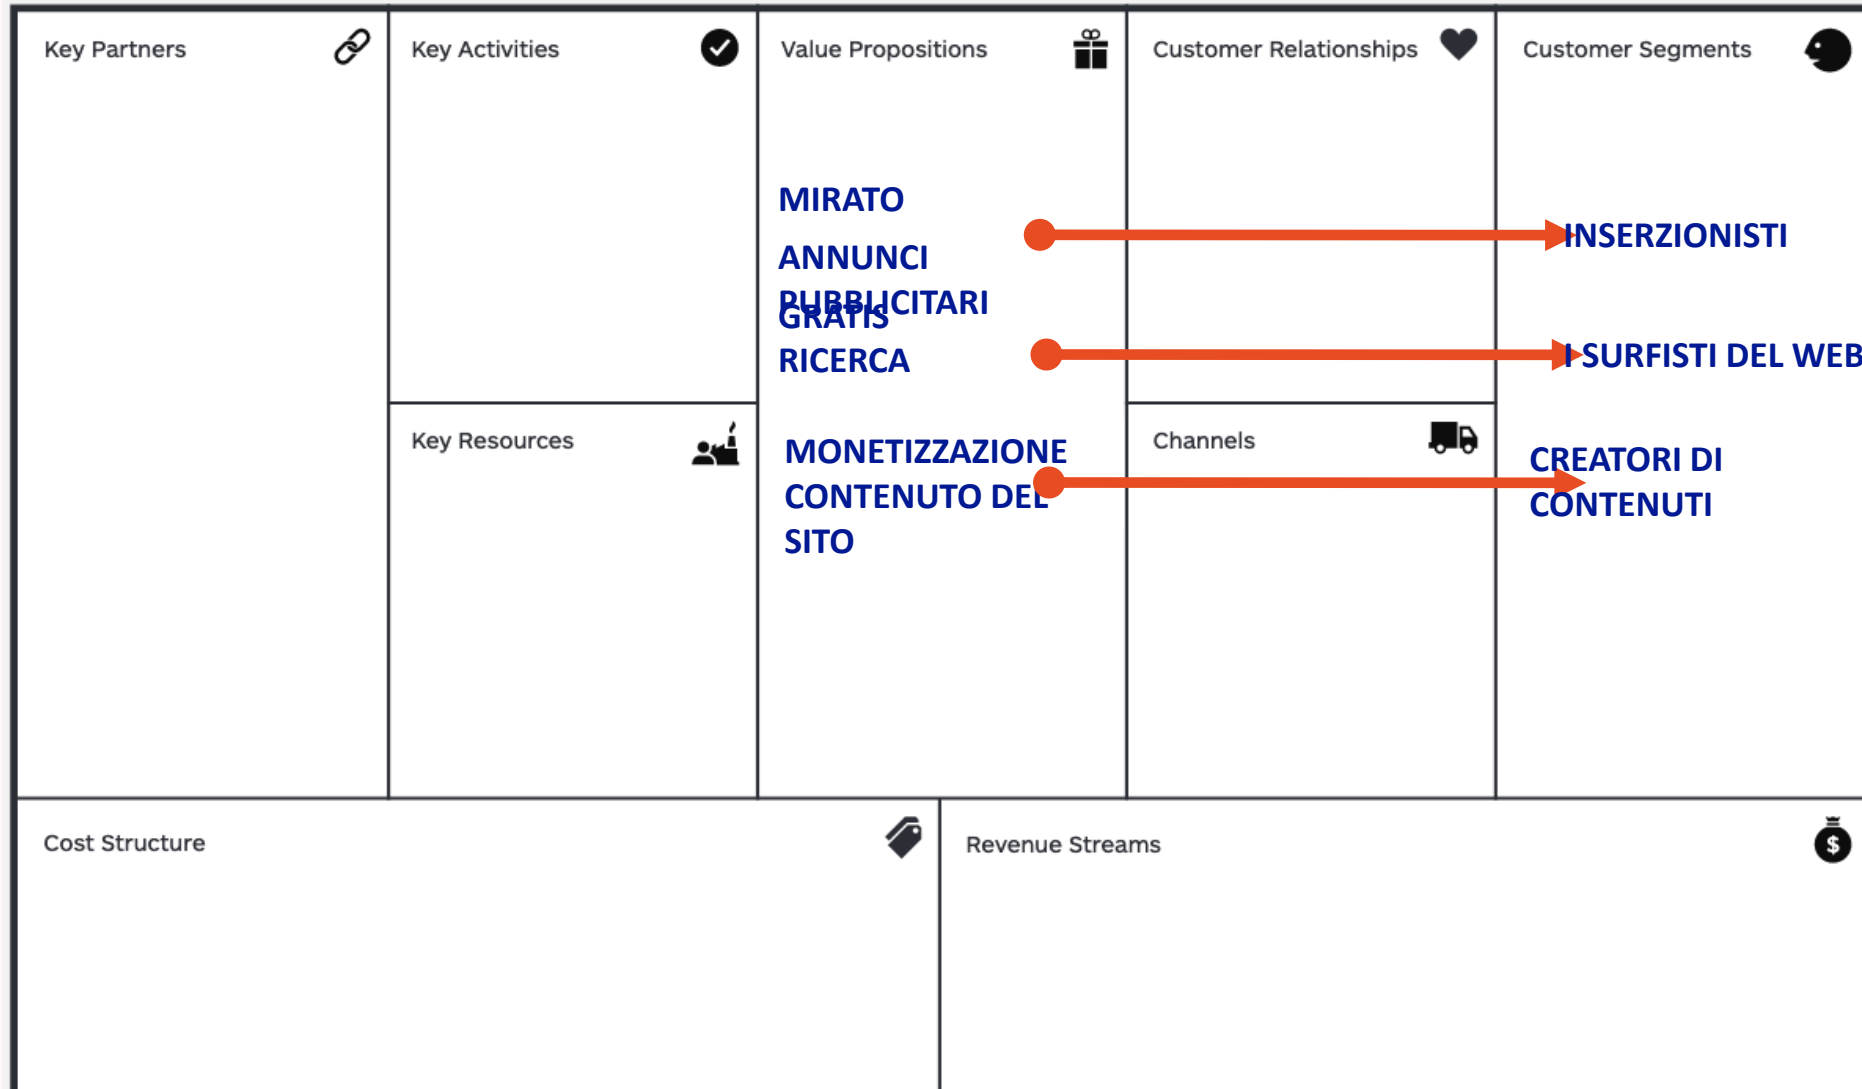 Key Partners
Key Activities
Value Propositions
Customer Relationships
Customer Segments
MIRATO
ANNUNCI
PUBBLICITARI
GRATIS
RICERCA
INSERZIONISTI
I SURFISTI DEL WEB
Key Resources
MONETIZZAZIONE
CONTENUTO DEL
SITO
Channels
CREATORI DI
CONTENUTI
Cost Structure
Revenue Streams
$